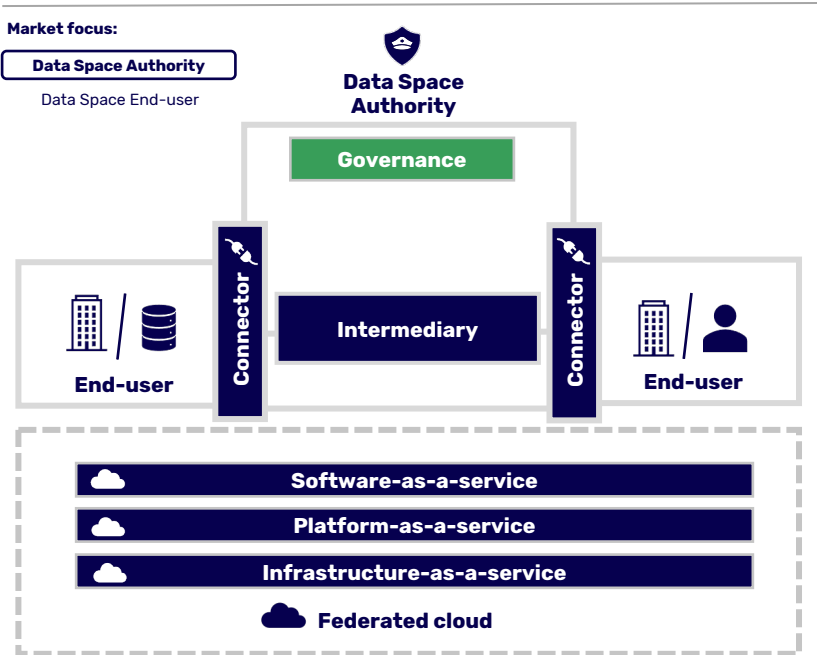 Market focus:
Data Space Authority
Data Space End-user
Data Space
Authority
Governance
Connector
Connector
Intermediary
End-user
End-user
Software-as-a-service
Platform-as-a-service
Infrastructure-as-a-service
Federated cloud